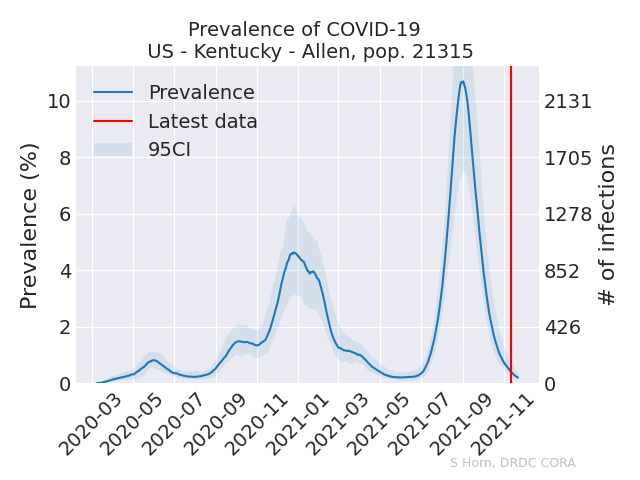 Prevalence of COVID-19
US - Kentucky - Allen, pop. 21315
Prevalence
Latest data
95CI
Prevalence (%)
10
8
6
4
2
0
2131
1705
1278
852
426
0
# of infections
2020-03
2020-05
2020-07
2020-09
2020-11
2021-01
2021-03
2021-05
2021-07
2021-09
2021-11
S Horn, DRDC CORA